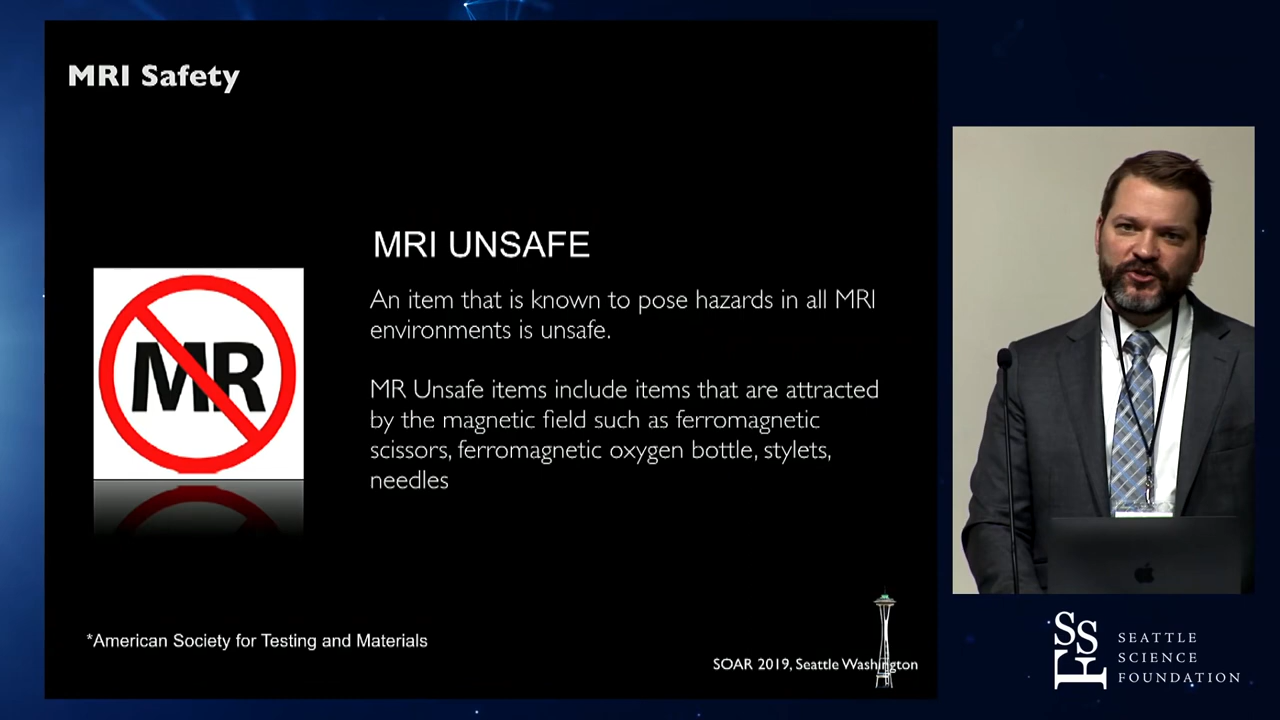 MRI Safety
MRI UNSAFE
An item that is known to pose hazards in all MRI
environments is unsafe.
MR Unsafe items include items that are attracted
by the magnetic field such as ferromagnetic
scissors, ferromagnetic oxygen bottle, stylets,
needles
MR
*American Society for Testing and Materials
SOAR 2019, Seattle Washington
SSF
SEATTLE
SCIENCE
FOUNDATION